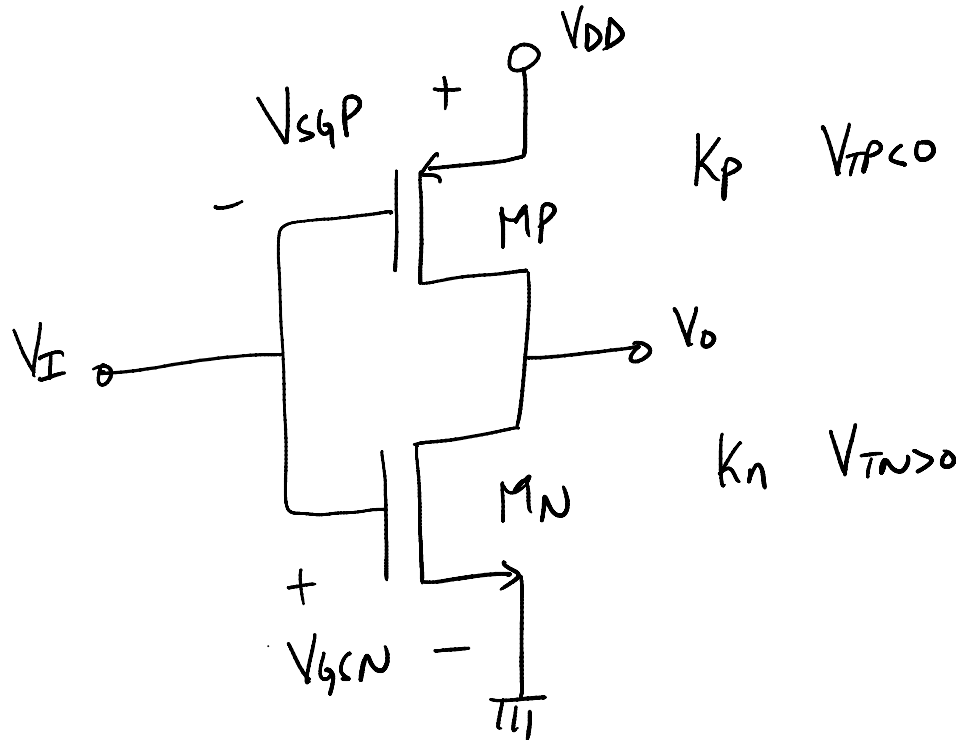 VDD
VSGP +
Kp VTP<0
-
MP
VI
Vo
Kn VTN>0
MN
+
VGSN -